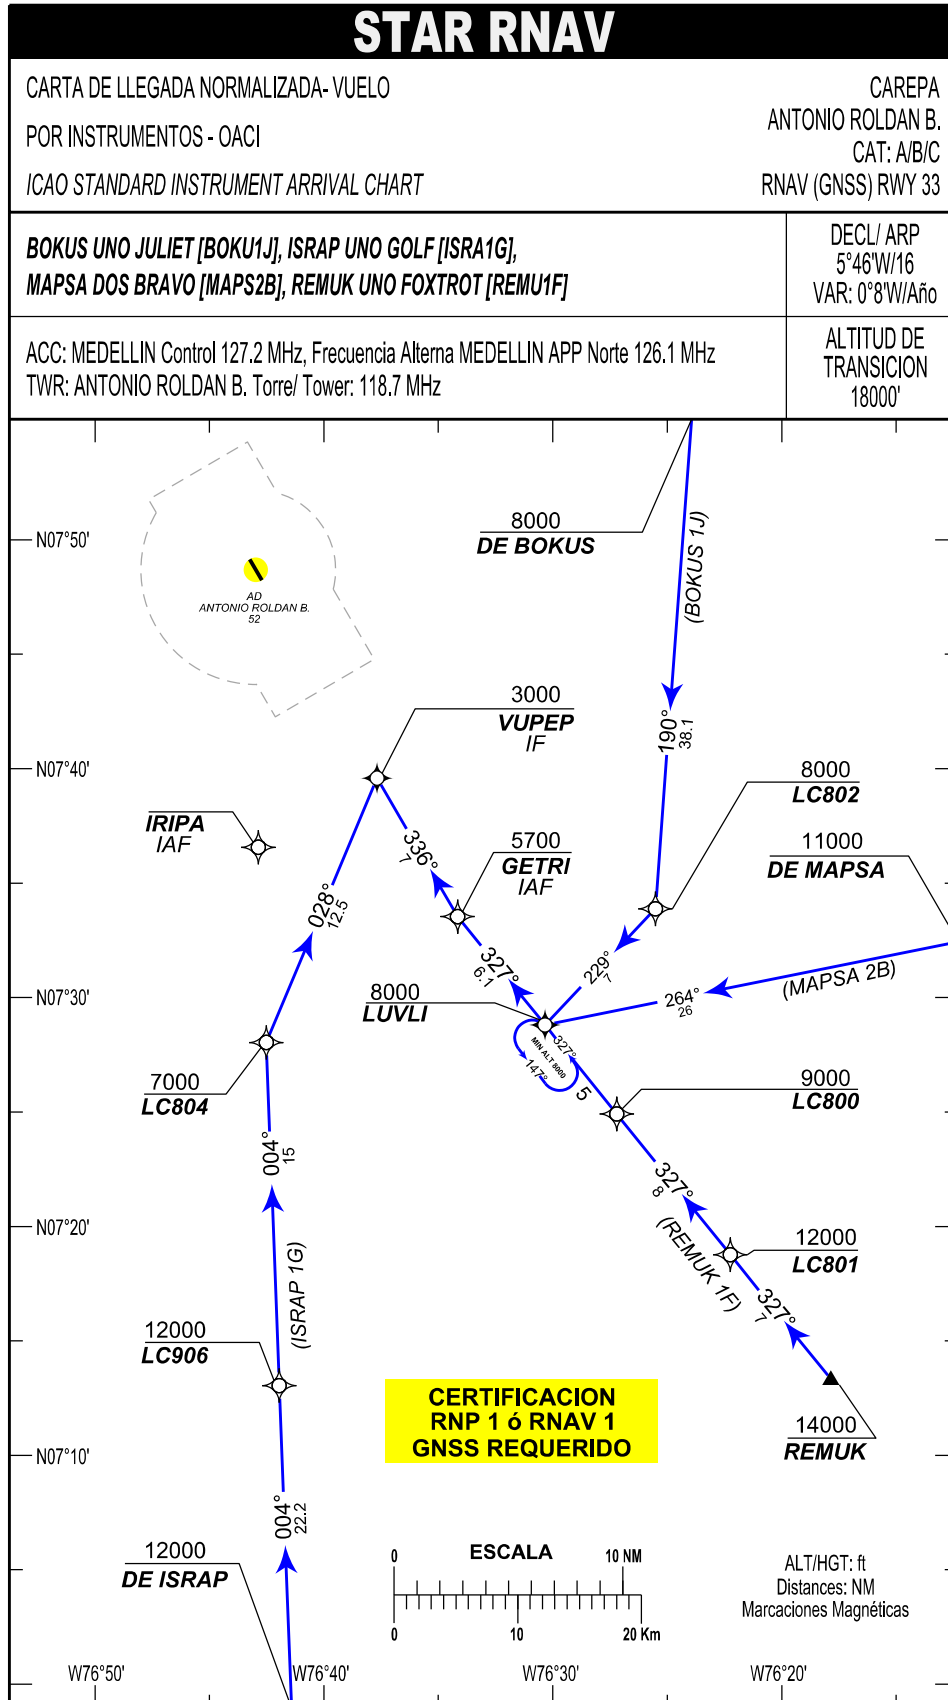 STAR RNAV
CARTA DE LLEGADA NORMALIZADA- VUELO
POR INSTRUMENTOS - OACI
ICAO STANDARD INSTRUMENT ARRIVAL CHART
CAREPA
ANTONIO ROLDAN B.
CAT: A/B/C
RNAV (GNSS) RWY 33
BOKUS UNO JULIET [BOKU1J], ISRAP UNO GOLF [ISRA1G],
MAPSA DOS BRAVO [MAPS2B], REMUK UNO FOXTROT [REMU1F]
DECL/ ARP
5°46'W/16
VAR: 0°8'W/Año
ACC: MEDELLIN Control 127.2 MHz, Frecuencia Alterna MEDELLIN APP Norte 126.1 MHz
TWR: ANTONIO ROLDAN B. Torre/ Tower: 118.7 MHz
ALTITUD DE
TRANSICION
18000'
8000
DE BOKUS
(BOKUS 1J)
N07°50'
AD
ANTONIO ROLDAN B.
52
3000
VUPEP
IF
190°
38.1
N07°40'
8000
LC802
IRIPA
IAF
336°
7
5700
GETRI
IAF
11000
DE MAPSA
028°
12.5
327°
6.1
229°
7
(MAPSA 2B)
264°
26
N07°30'
8000
LUVLI
327°
MIN ALT 8000
147°
5
7000
LC804
9000
LC800
004°
15
327°
8
N07°20'
(REMUK 1F)
12000
LC801
(ISRAP 1G)
327°
7
12000
LC906
CERTIFICACION
RNP 1 ó RNAV 1
GNSS REQUERIDO
14000
REMUK
N07°10'
004°
22.2
12000
DE ISRAP
0 ESCALA 10 NM
0 10 20 Km
ALT/HGT: ft
Distances: NM
Marcaciones Magnéticas
W76°50' W76°40' W76°30' W76°20'